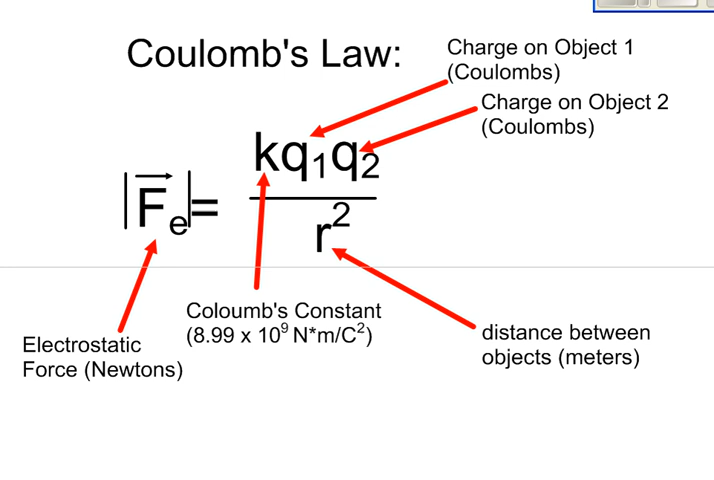 Coulomb's Law:
Charge on Object 1
(Coulombs)
Charge on Object 2
(Coulombs)
|F⃗ₑ|= kq₁q₂
r²
Coloumb's Constant
(8.99 x 10⁹ N*m/C²)
Electrostatic
Force (Newtons)
distance between
objects (meters)